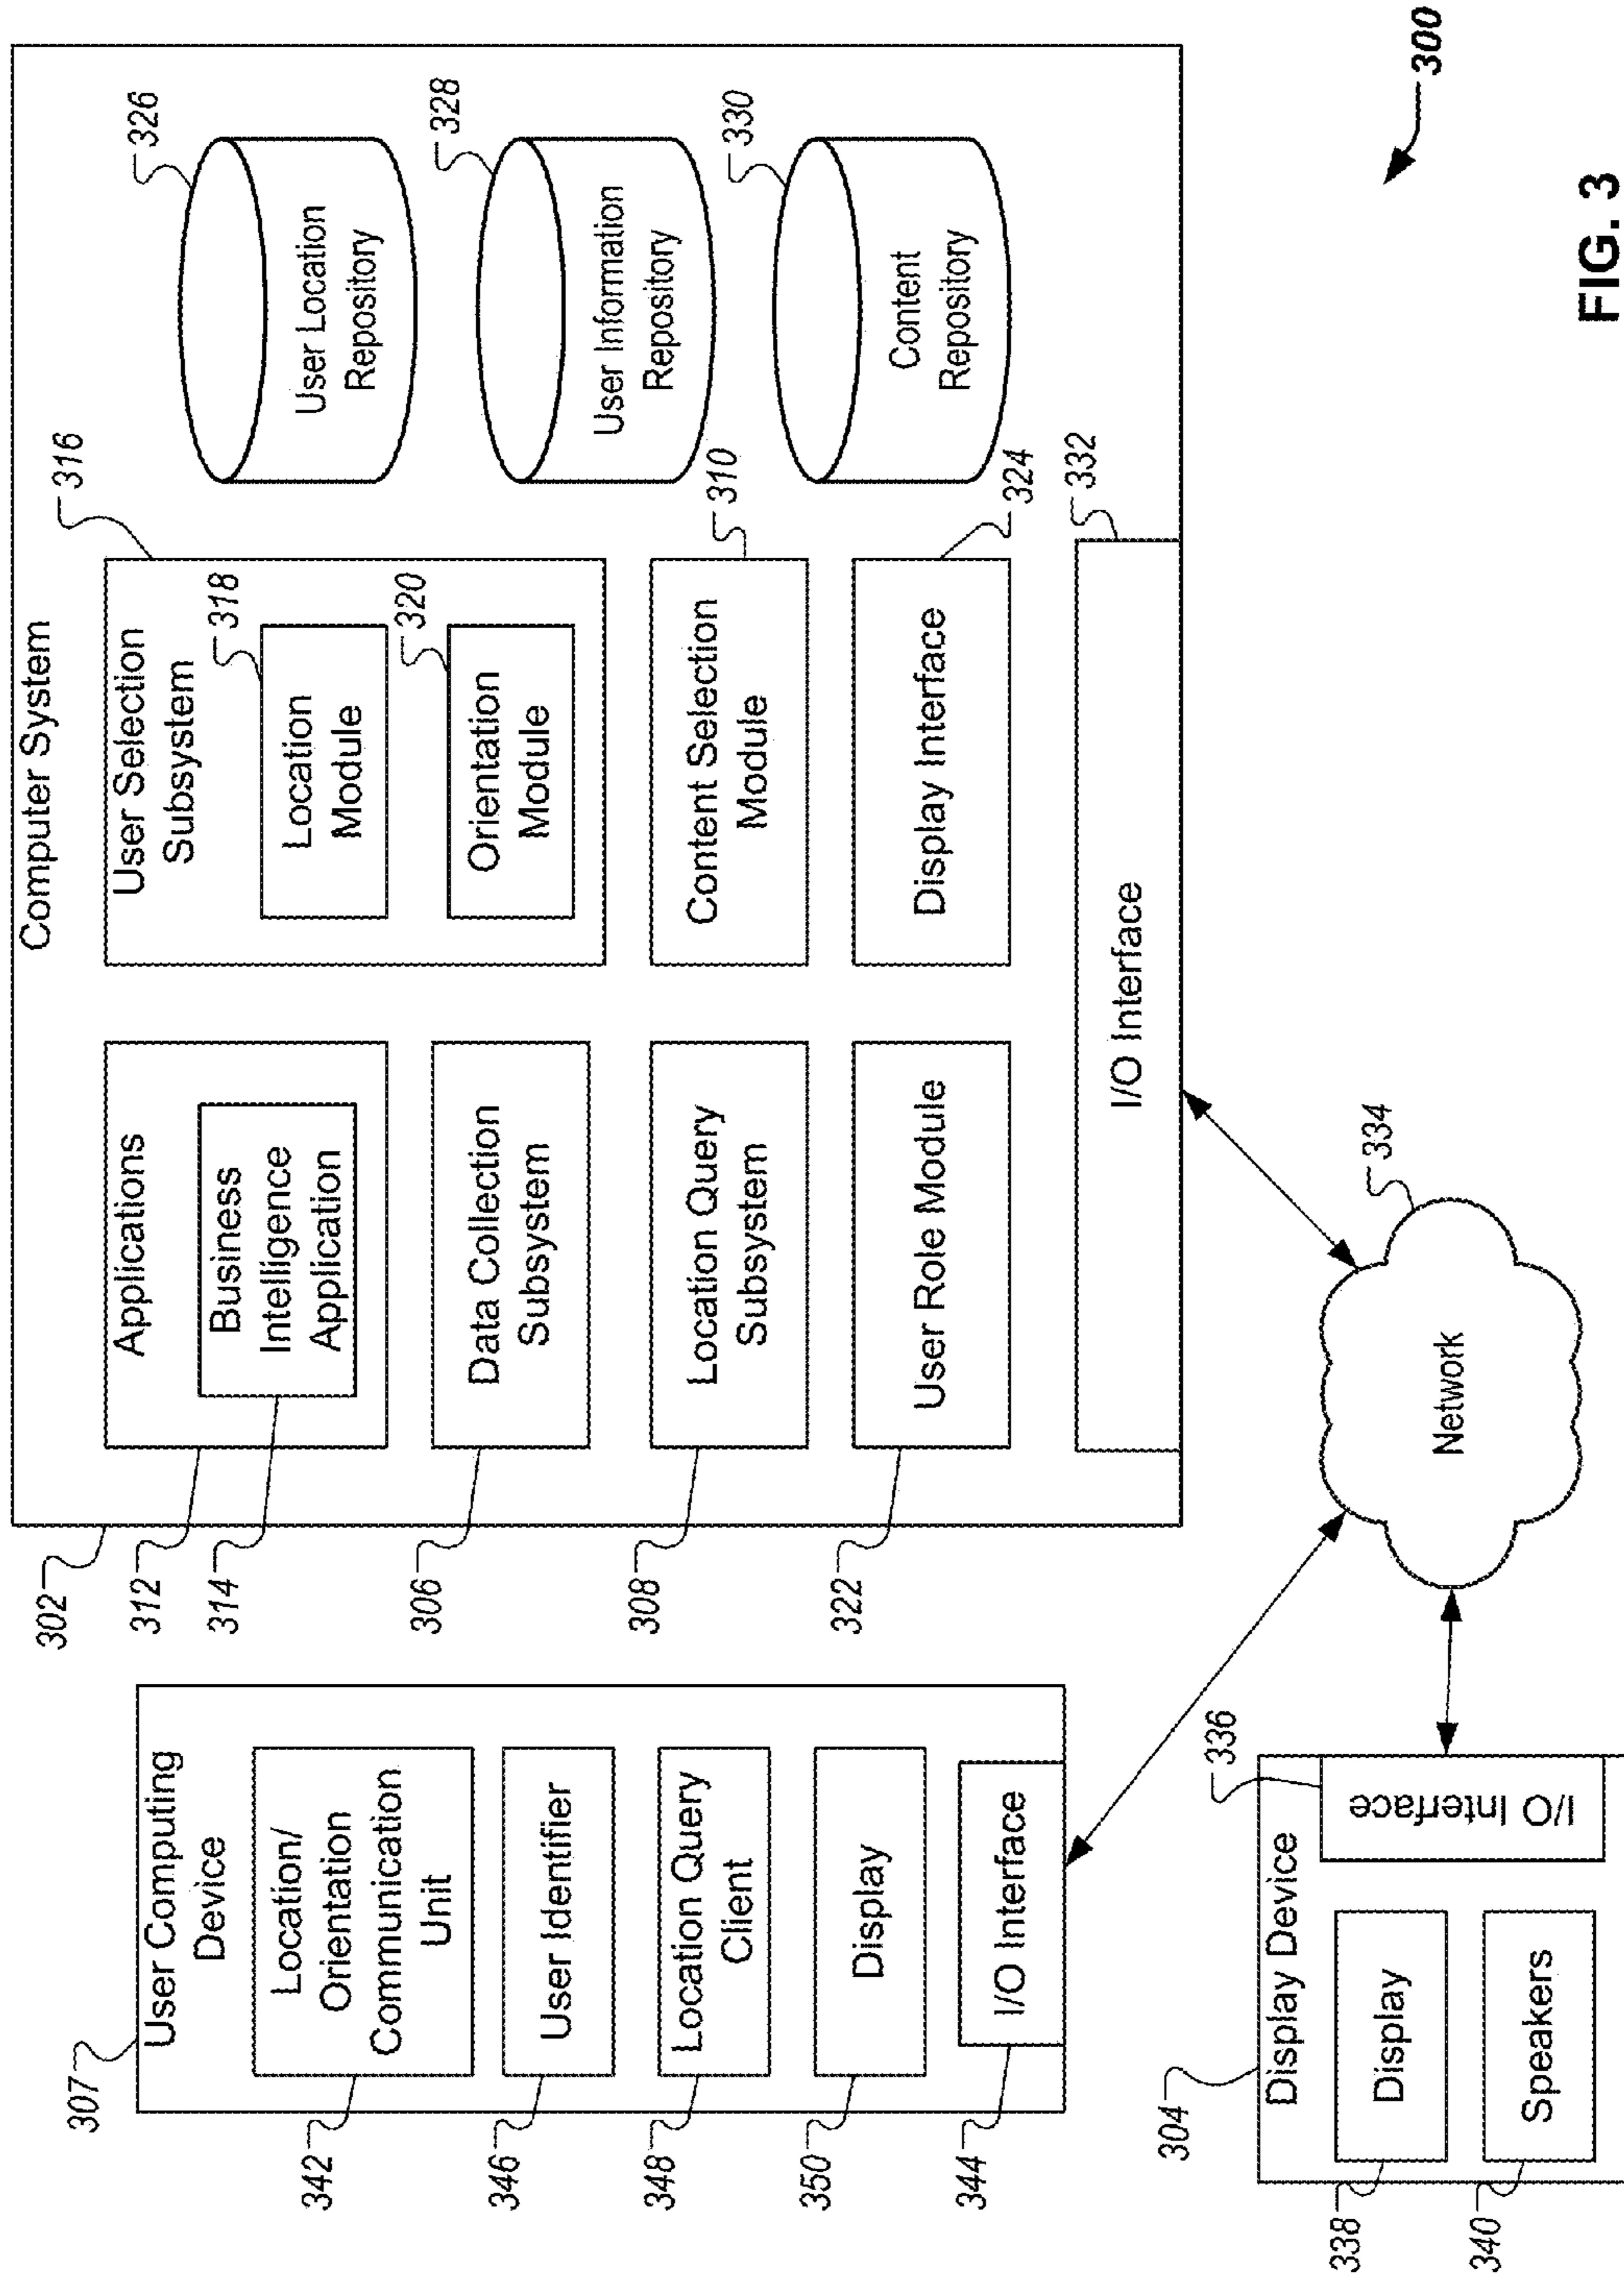 User Computing
Device
307
Location/
Orientation
Communication
Unit
342
User Identifier
346
Location Query
Client
348
Display
350
I/O Interface
344
Display Device
304
Display
338
Speakers
340
I/O Interface
336
Network
334
Computer System
302
Applications
312
Business
Intelligence
Application
314
Data Collection
Subsystem
306
Location Query
Subsystem
308
User Role Module
322
User Selection
Subsystem
316
Location
Module
318
Orientation
Module
320
Content Selection
Module
310
Display Interface
324
User Location
Repository
326
User Information
Repository
328
Content
Repository
330
I/O Interface
332
300
FIG. 3